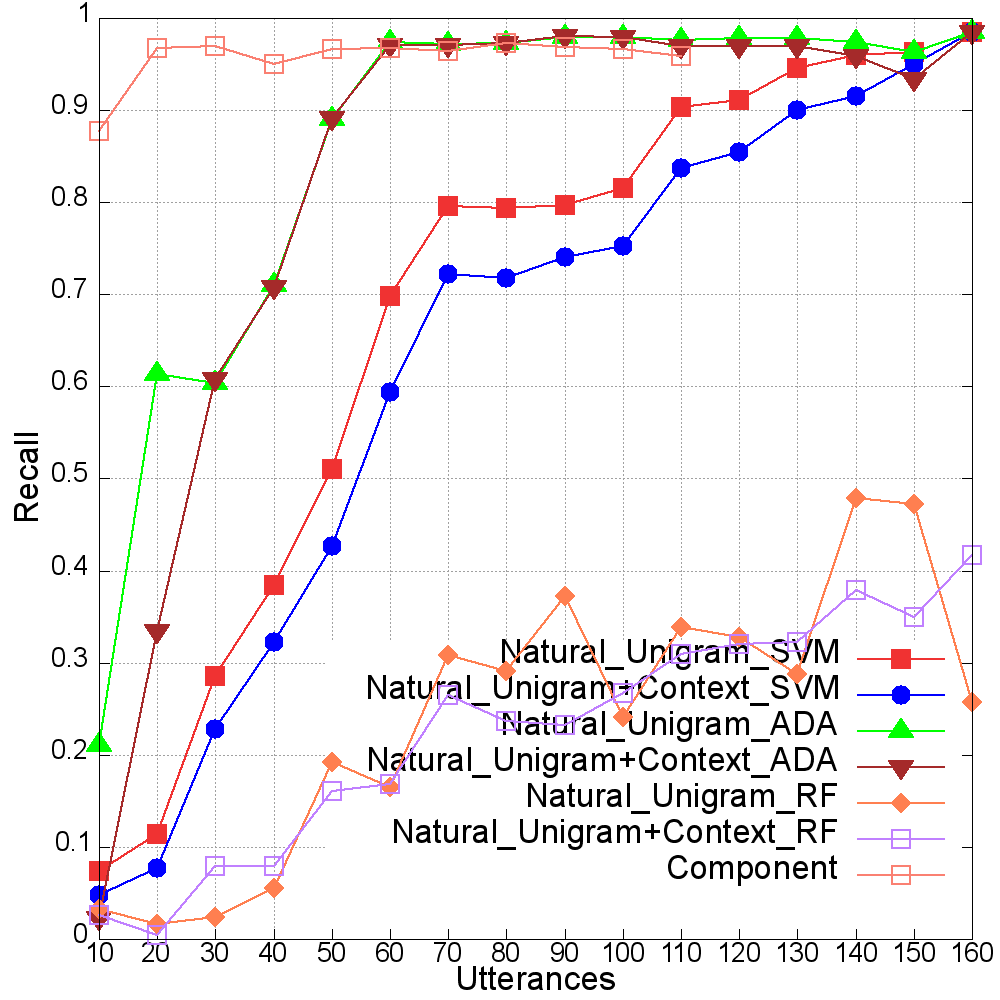 1
0.9
0.8
0.7
0.6
0.5
0.4
0.3
0.2
0.1
0
Recall
Natural_Unigram_SVM
Natural_Unigram+Context_SVM
Natural_Unigram_ADA
Natural_Unigram+Context_ADA
Natural_Unigram_RF
Natural_Unigram+Context_RF
Component
10 20 30 40 50 60 70 80 90 100 110 120 130 140 150 160
Utterances